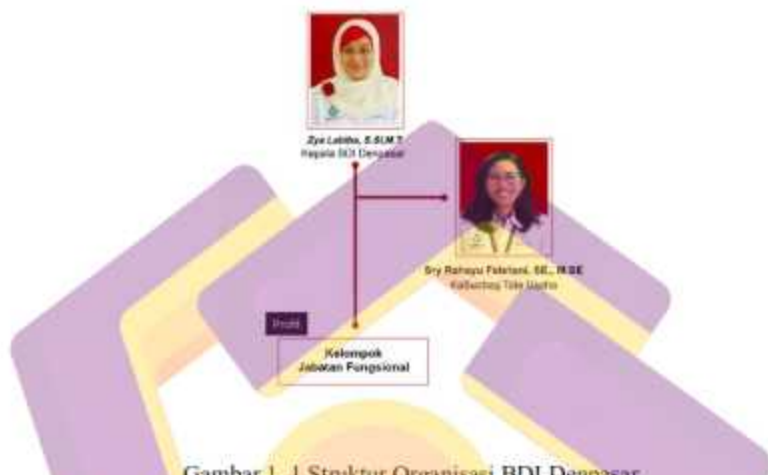 Zya Labiba, S.Si,M.T
Kepala BDI Denpasar
Sry Rahayu Febriani, SE., M.SE
Kasubbag Tata Usaha
Profil
Kelompok
Jabatan Fungsional
Gambar 1. 1 Struktur Organisasi BDI Denpasar